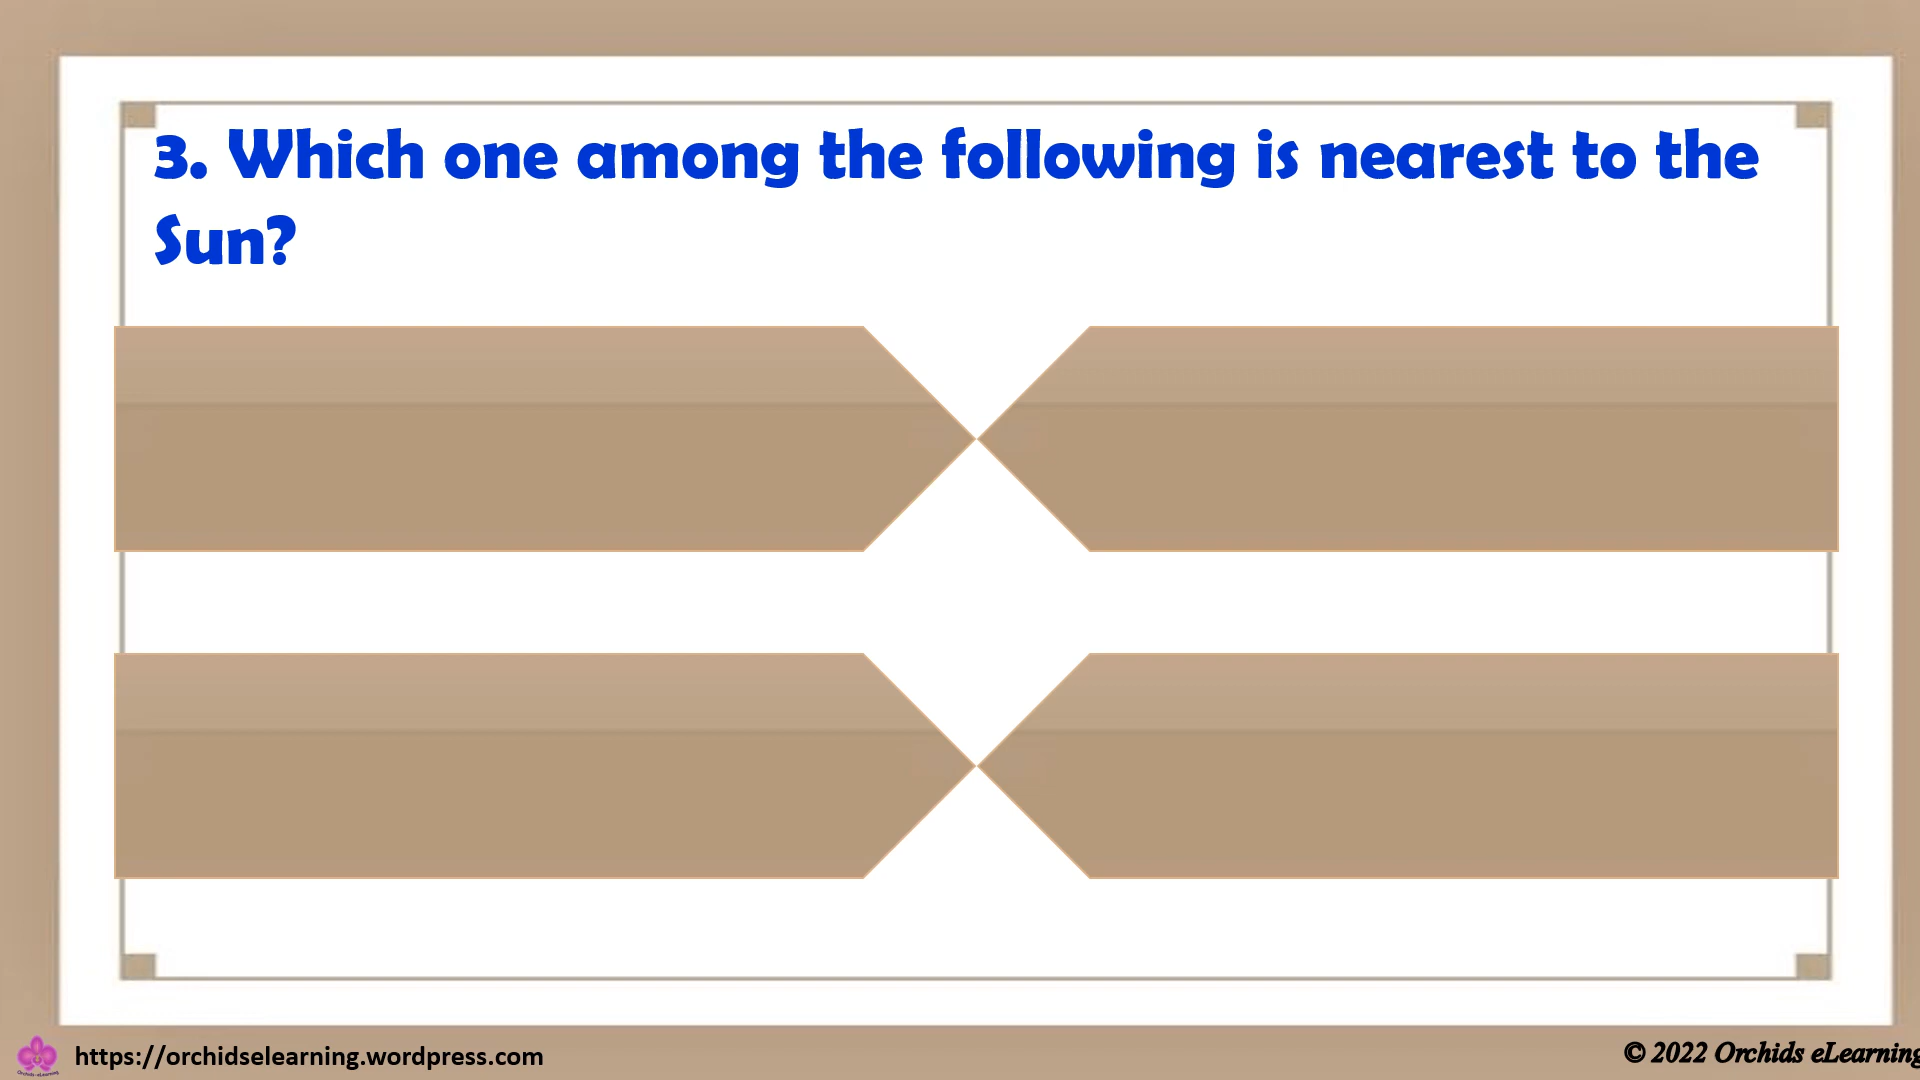 3. Which one among the following is nearest to the
Sun?
https://orchidselearning.wordpress.com
© 2022 Orchids eLearning